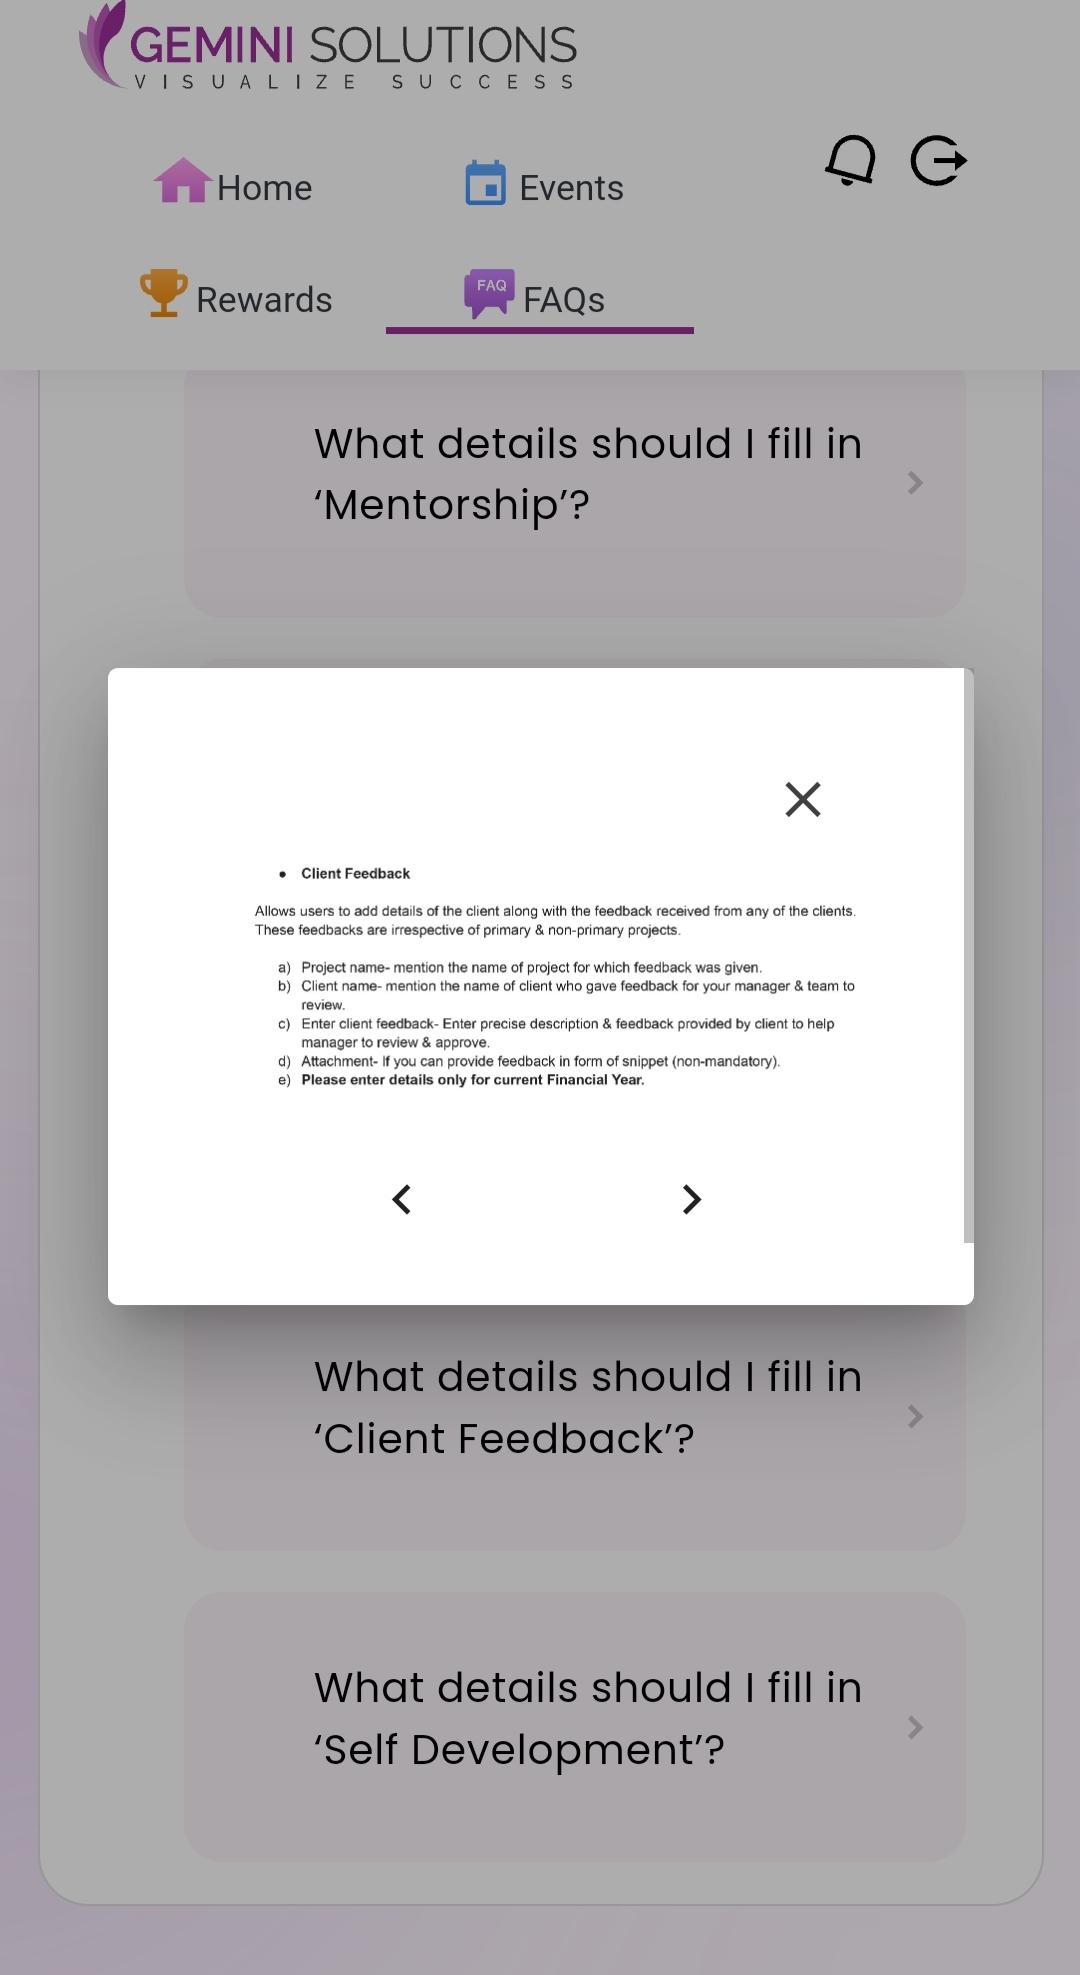 GEMINI SOLUTIONS
VISUALIZE SUCCESS
Home
Events
Rewards
FAQ
FAQs
What details should I fill in
‘Mentorship’?
• Client Feedback
Allows users to add details of the client along with the feedback received from any of the clients.
These feedbacks are irrespective of primary & non-primary projects.
a) Project name- mention the name of project for which feedback was given.
b) Client name- mention the name of client who gave feedback for your manager & team to
review.
c) Enter client feedback- Enter precise description & feedback provided by client to help
manager to review & approve.
d) Attachment- If you can provide feedback in form of snippet (non-mandatory).
e) Please enter details only for current Financial Year.
What details should I fill in
‘Client Feedback’?
What details should I fill in
‘Self Development’?